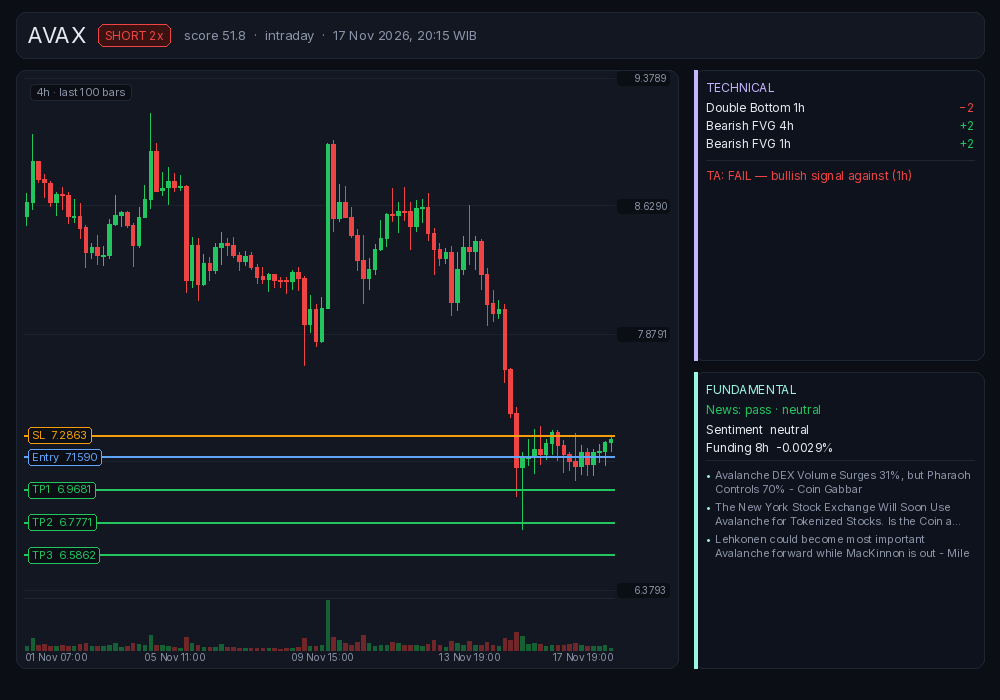 AVAX SHORT 2x score 51.8 · intraday · 17 Nov 2026, 20:15 WIB
4h · last 100 bars
9.3789
8.6290
7.8791
6.3793
SL 7.2863
Entry 7.1590
TP1 6.9681
TP2 6.7771
TP3 6.5862
01 Nov 07:00 05 Nov 11:00 09 Nov 15:00 13 Nov 19:00 17 Nov 19:00
TECHNICAL
Double Bottom 1h −2
Bearish FVG 4h +2
Bearish FVG 1h +2
TA: FAIL — bullish signal against (1h)
FUNDAMENTAL
News: pass · neutral
Sentiment neutral
Funding 8h -0.0029%
• Avalanche DEX Volume Surges 31%, but Pharaoh
Controls 70% - Coin Gabbar
• The New York Stock Exchange Will Soon Use
Avalanche for Tokenized Stocks. Is the Coin a…
• Lehkonen could become most important
Avalanche forward while MacKinnon is out - Mile